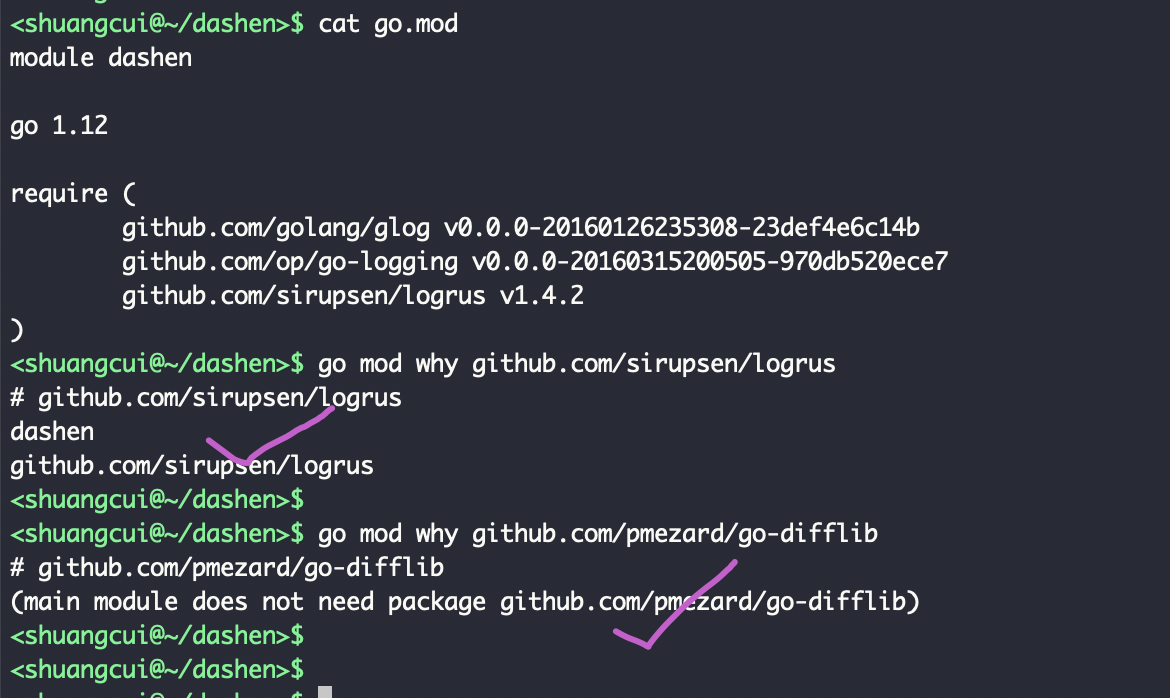 <shuangcui@~/dashen>$ cat go.mod
module dashen
go 1.12
require (
github.com/golang/glog v0.0.0-20160126235308-23def4e6c14b
github.com/op/go-logging v0.0.0-20160315200505-970db520ece7
github.com/sirupsen/logrus v1.4.2
)
<shuangcui@~/dashen>$ go mod why github.com/sirupsen/logrus
# github.com/sirupsen/logrus
dashen
github.com/sirupsen/logrus
<shuangcui@~/dashen>$
<shuangcui@~/dashen>$ go mod why github.com/pmezard/go-difflib
# github.com/pmezard/go-difflib
(main module does not need package github.com/pmezard/go-difflib)
<shuangcui@~/dashen>$
<shuangcui@~/dashen>$